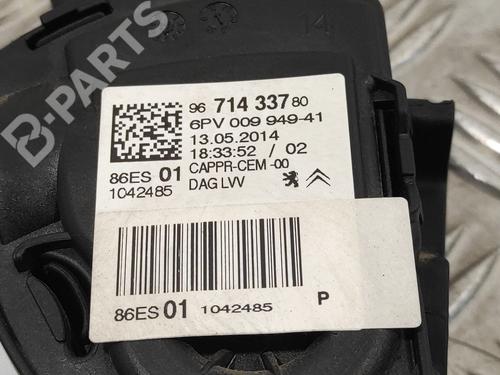 B-PARTS
14
96 714 337 80
6PV 009 949-41
13.05.2014
18:33:52 / 02
CAPPR-CEM -00
DAG LVV
86ES 01
1042485
86ES 01 1042485 P